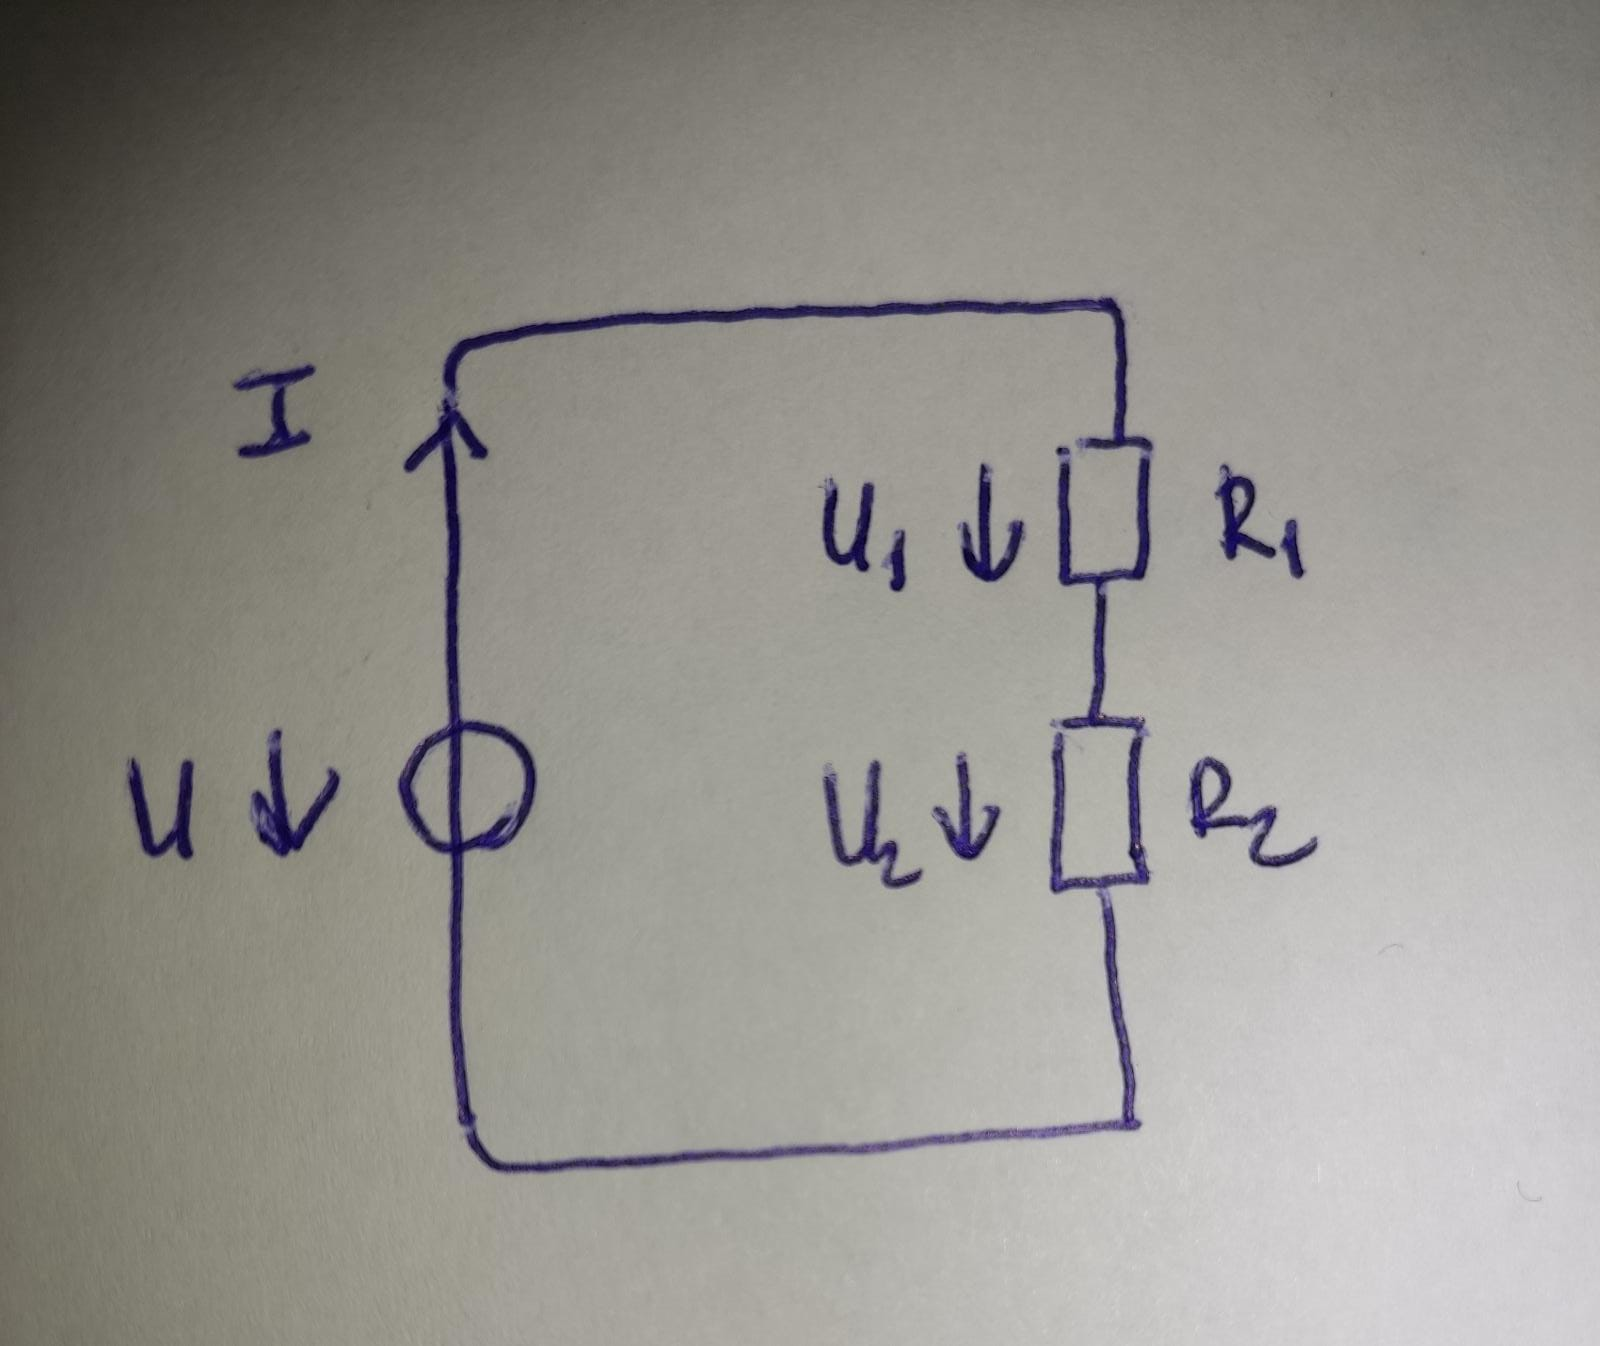 I
U₁ ↓ R₁
U ↓ U₂ ↓ R₂